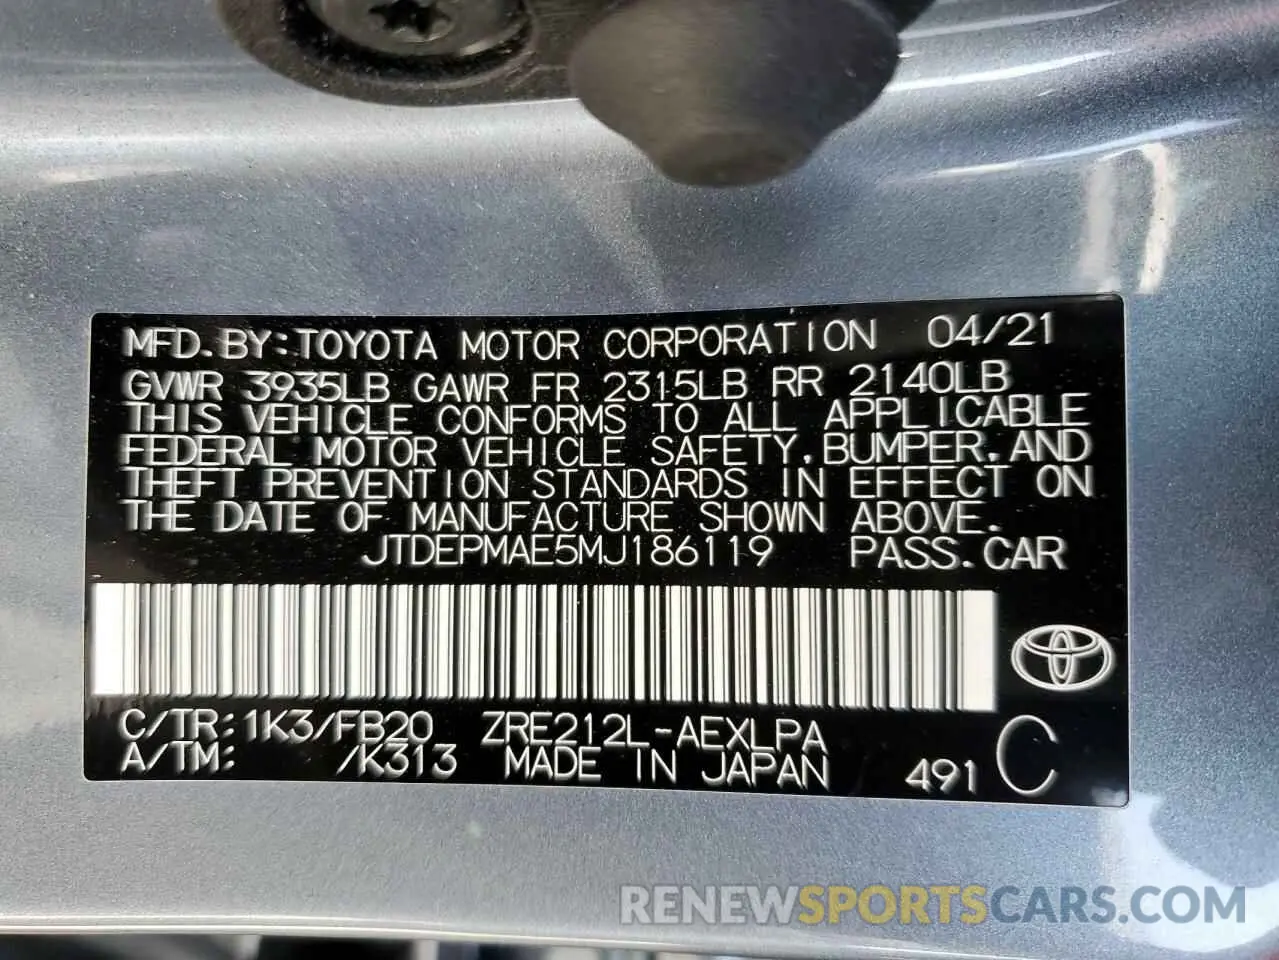 MFD. BY: TOYOTA MOTOR CORPORATION 04/21
GVWR 3935LB GAWR FR 2315LB RR 2140LB
THIS VEHICLE CONFORMS TO ALL APPLICABLE
FEDERAL MOTOR VEHICLE SAFETY, BUMPER, AND
THEFT PREVENTION STANDARDS IN EFFECT ON
THE DATE OF MANUFACTURE SHOWN ABOVE.
JTDEPMAE5MJ186119 PASS. CAR
C/TR: 1K3/FB20 ZRE212L-AEXLPA
A/TM: /K313 MADE IN JAPAN 491 C
RENEWSPORTSCARS.COM